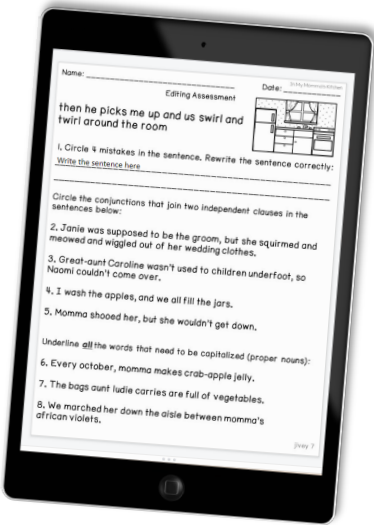 In My Momma's Kitchen
Name:
Date:
Editing Assessment
then he picks me up and us swirl and
twirl around the room
1. Circle 4 mistakes in the sentence. Rewrite the sentence correctly:
Write the sentence here
Circle the conjunctions that join two independent clauses in the
sentences below:
2. Janie was supposed to be the groom, but she squirmed and
meowed and wiggled out of her wedding clothes.
3. Great-aunt Caroline wasn't used to children underfoot, so
Naomi couldn't come over.
4. I wash the apples, and we all fill the jars.
5. Momma shooed her, but she wouldn't get down.
Underline all the words that need to be capitalized (proper nouns):
6. Every october, momma makes crab-apple jelly.
7. The bags aunt ludie carries are full of vegetables.
8. We marched her down the aisle between momma's
african violets.
jivey 7